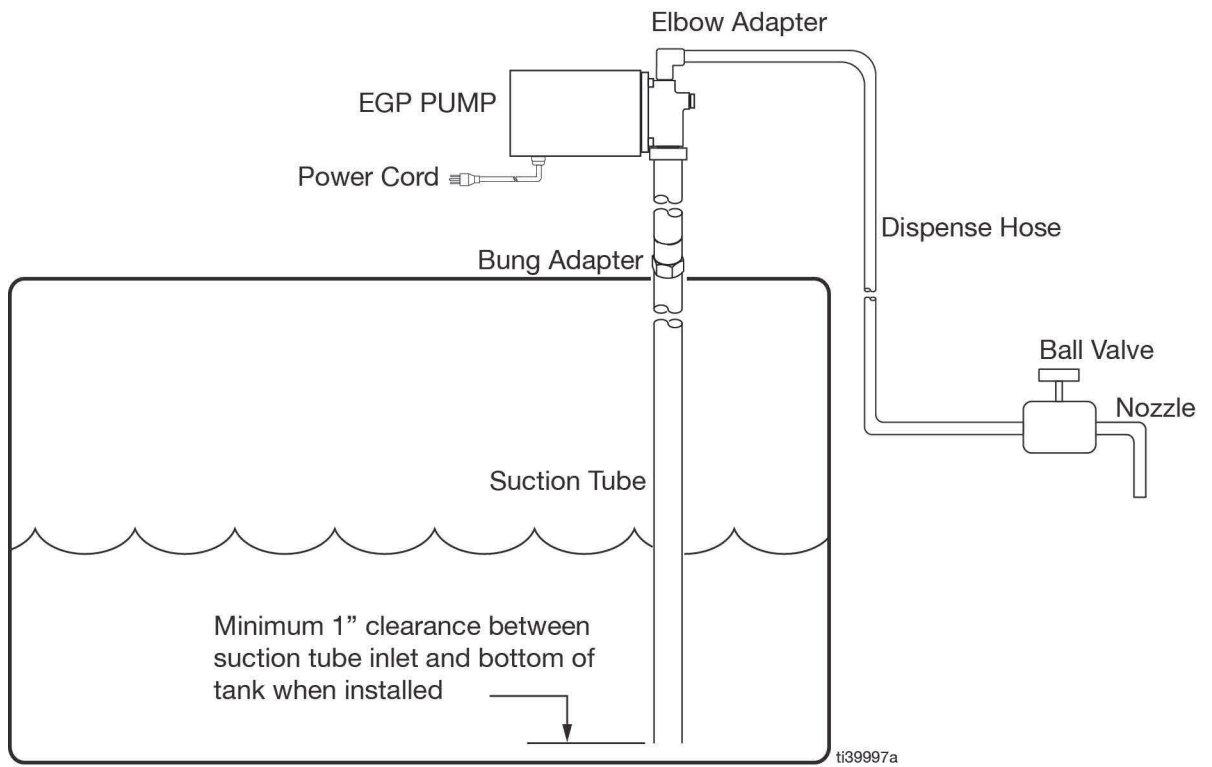 Elbow Adapter
EGP PUMP
Power Cord
Dispense Hose
Bung Adapter
Ball Valve
Nozzle
Suction Tube
Minimum 1” clearance between
suction tube inlet and bottom of
tank when installed
ti39997a